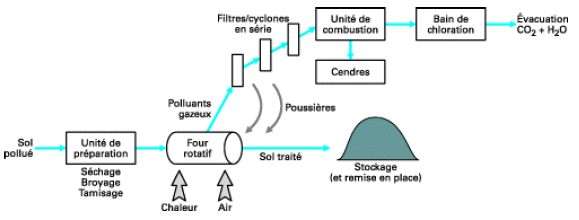 Filtres/cyclones
en série
Unité de
combustion
Bain de
chloration
Évacuation
CO2 + H2O
Cendres
Polluants
gazeux
Poussières
Sol
pollué
Unité de
préparation
Four
rotatif
Sol traité
Séchage
Broyage
Tamisage
Stockage
(et remise en place)
Chaleur
Air